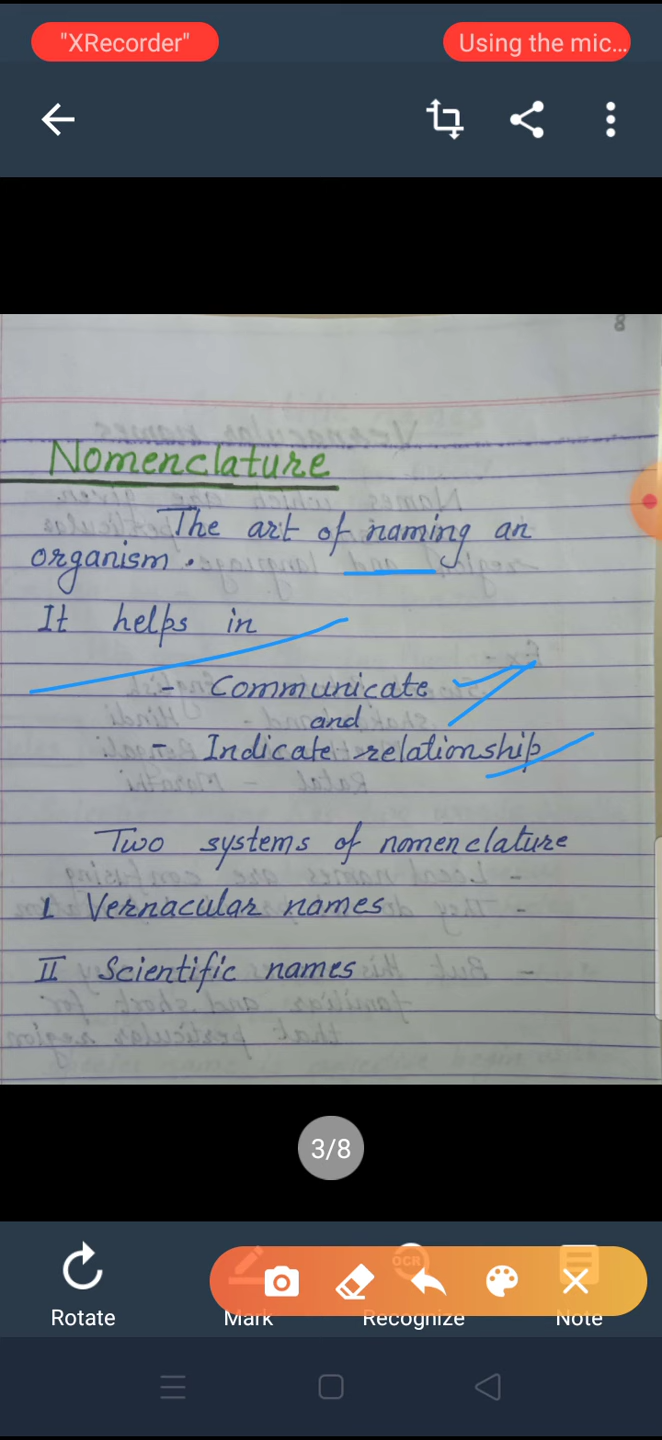 "XRecorder"
Using the mic...
8
Nomenclature
The art of naming an
organism.
It helps in
- Communicate
and
- Indicate relationship
Two systems of nomenclature
I Vernacular names
II Scientific names
3/8
OCR
Rotate
Mark
Recognize
Note